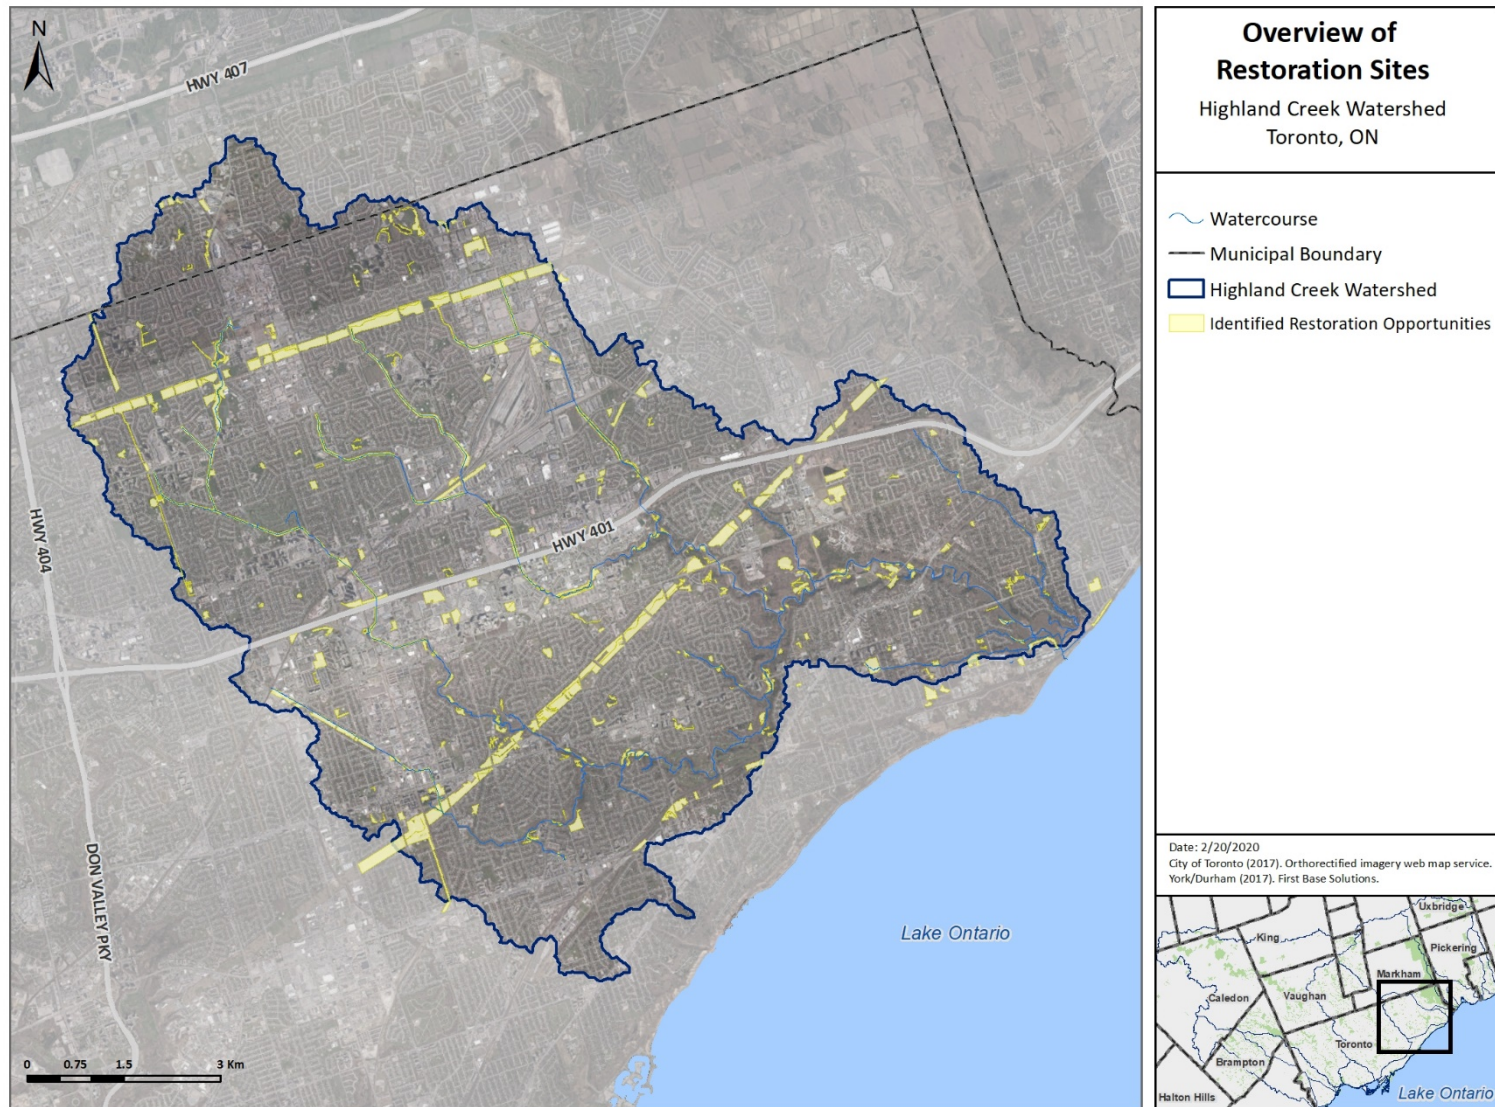 N
HWY 407
HWY 401
HWY 404
DON VALLEY PKY
Lake Ontario
0 0.75 1.5 3 Km
Overview of
Restoration Sites
Highland Creek Watershed
Toronto, ON
Watercourse
Municipal Boundary
Highland Creek Watershed
Identified Restoration Opportunities
Date: 2/20/2020
City of Toronto (2017). Orthorectified imagery web map service.
York/Durham (2017). First Base Solutions.
Uxbridge
King
Pickering
Markham
Caledon
Vaughan
Toronto
Brampton
Halton Hills
Lake Ontario